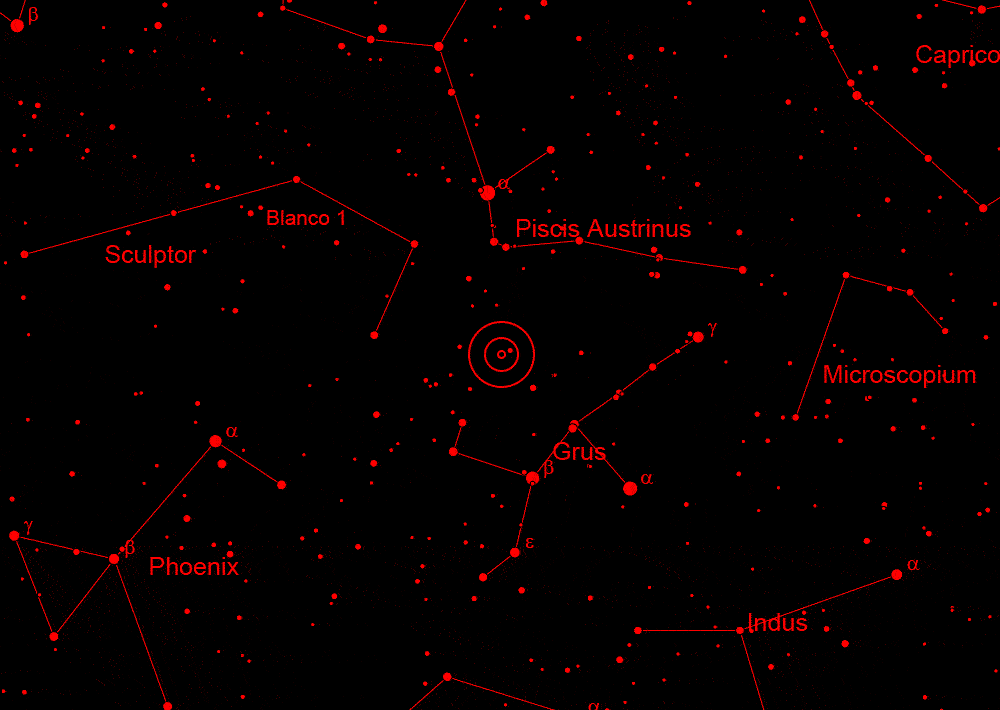 β
Caprico
α
Blanco 1
Piscis Austrinus
Sculptor
γ
Microscopium
α
Grus
β
α
γ
ε
β
Phoenix
α
Indus
α